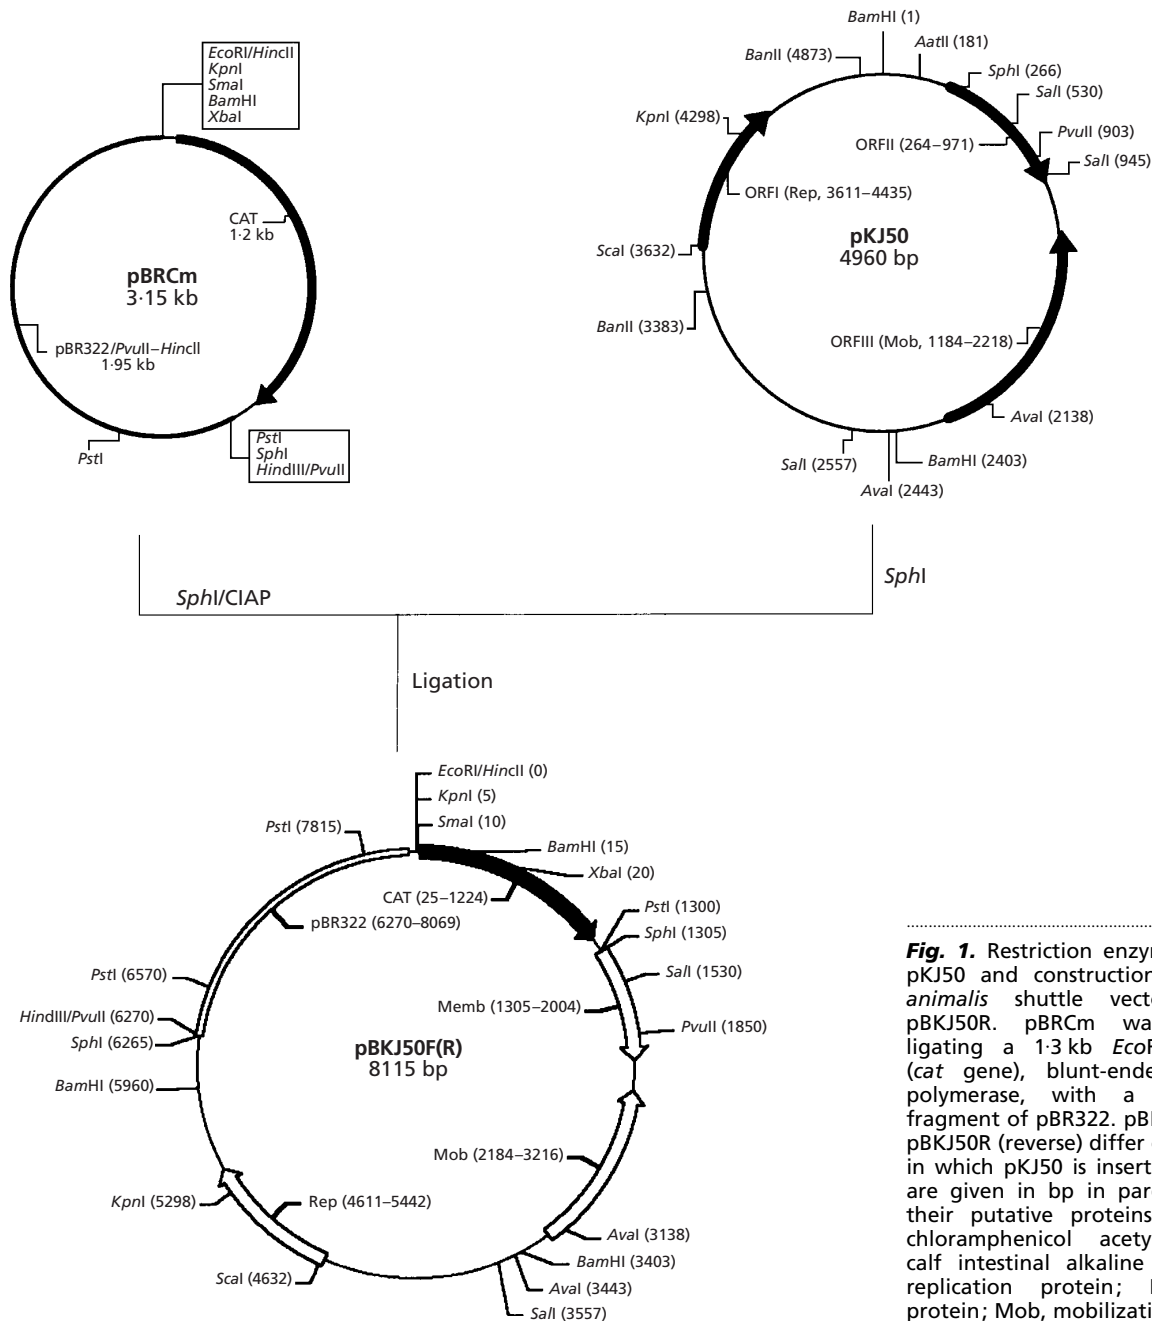 EcoRI/HincII
KpnI
SmaI
BamHI
XbaI
CAT
1·2 kb
pBRCm
3·15 kb
pBR322/PvuII–HincII
1·95 kb
PstI
PstI
SphI
HindIII/PvuII
BamHI (1)
BanII (4873)
AatII (181)
SphI (266)
SalI (530)
KpnI (4298)
PvuII (903)
ORFII (264–971)
SalI (945)
ORFI (Rep, 3611–4435)
pKJ50
4960 bp
ScaI (3632)
BanII (3383)
ORFIII (Mob, 1184–2218)
AvaI (2138)
SalI (2557)
BamHI (2403)
AvaI (2443)
SphI/CIAP
SphI
Ligation
EcoRI/HincII (0)
KpnI (5)
SmaI (10)
PstI (7815)
BamHI (15)
XbaI (20)
CAT (25–1224)
PstI (1300)
pBR322 (6270–8069)
SphI (1305)
PstI (6570)
SalI (1530)
Memb (1305–2004)
HindIII/PvuII (6270)
PvuII (1850)
SphI (6265)
pBKJ50F(R)
8115 bp
BamHI (5960)
Mob (2184–3216)
KpnI (5298)
Rep (4611–5442)
AvaI (3138)
BamHI (3403)
ScaI (4632)
AvaI (3443)
SalI (3557)
Fig. 1. Restriction enzym
pKJ50 and construction
animalis shuttle vect
pBKJ50R. pBRCm wa
ligating a 1·3 kb EcoR
(cat gene), blunt-ende
polymerase, with a
fragment of pBR322. pB
pBKJ50R (reverse) differ
in which pKJ50 is insert
are given in bp in par
their putative proteins
chloramphenicol acety
calf intestinal alkaline
replication protein;
protein; Mob, mobilizati